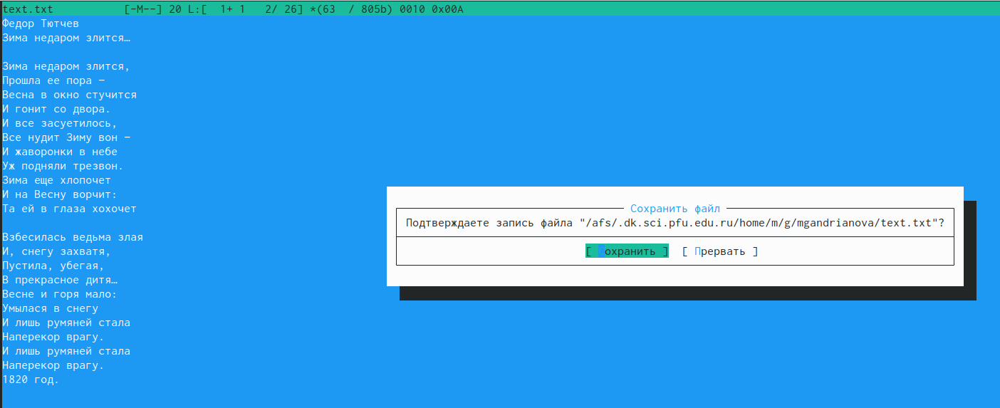 text.txt [-M--] 20 L:[ 1+ 1 2/ 26] *(63 / 805b) 0010 0x00A
Федор Тютчев
Зима недаром злится…
Зима недаром злится,
Прошла ее пора —
Весна в окно стучится
И гонит со двора.
И все засуетилось,
Все нудит Зиму вон —
И жаворонки в небе
Уж подняли трезвон.
Зима еще хлопочет
И на Весну ворчит:
Та ей в глаза хохочет
Взбесилась ведьма злая
И, снегу захватя,
Пустила, убегая,
В прекрасное дитя…
Весне и горя мало:
Умылася в снегу
И лишь румяней стала
Наперекор врагу.
И лишь румяней стала
Наперекор врагу.
1820 год.
Сохранить файл
Подтверждаете запись файла "/afs/.dk.sci.pfu.edu.ru/home/m/g/mgandrianova/text.txt"?
[ Сохранить ] [ Прервать ]